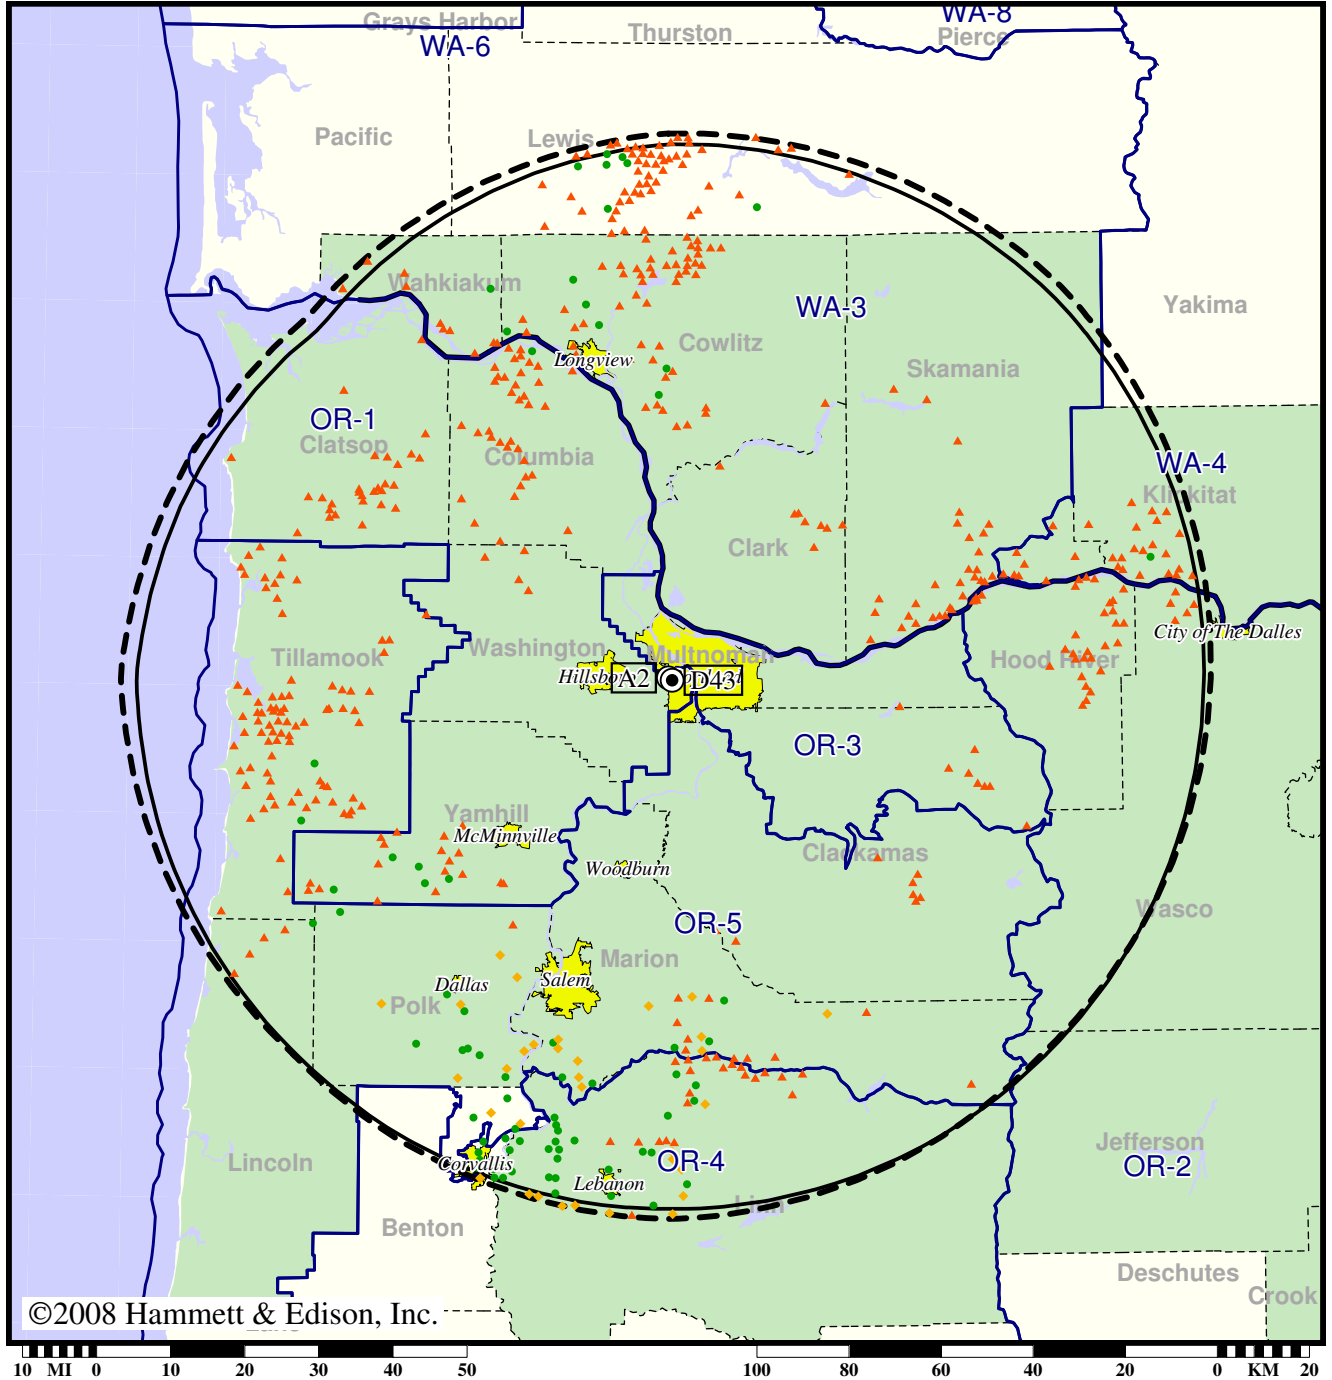 Grays Harbor
WA-6
Thurston
WA-8
Pierce
Pacific
Lewis
Wahkiakum
WA-3
Yakima
Longview
Cowlitz
Skamania
OR-1
Clatsop
Columbia
WA-4
Klickitat
Clark
Washington
Multnomah
City of The Dalles
Tillamook
Hood River
A2
D43
OR-3
Yamhill
McMinnville
Woodburn
Clackamas
OR-5
Wasco
Marion
Dallas
Salem
Polk
Corvallis
Lebanon
OR-4
Lincoln
Jefferson
OR-2
Linn
Benton
Deschutes
Crook
©2008 Hammett & Edison, Inc.
10 MI 0 10 20 30 40 50 100 80 60 40 20 0 KM 20